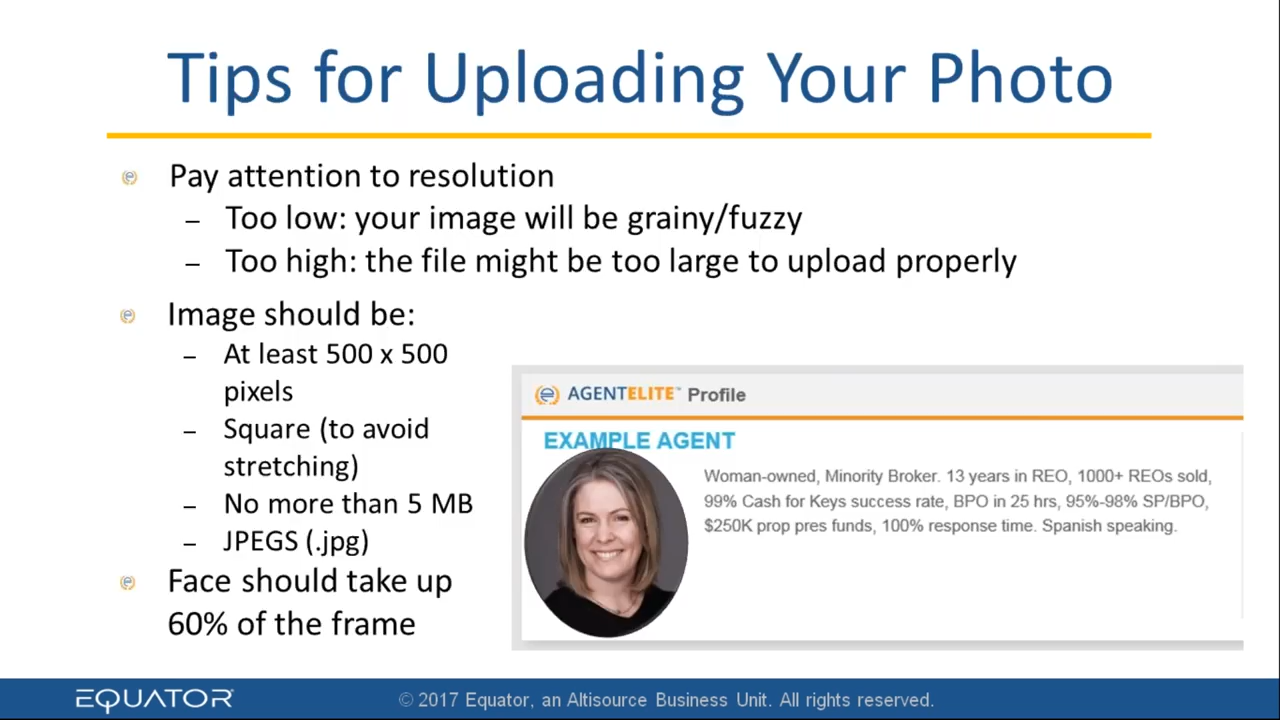 Tips for Uploading Your Photo
Pay attention to resolution
– Too low: your image will be grainy/fuzzy
– Too high: the file might be too large to upload properly
Image should be:
– At least 500 x 500
pixels
– Square (to avoid
stretching)
– No more than 5 MB
– JPEGS (.jpg)
Face should take up
60% of the frame
AGENTELITE™ Profile
EXAMPLE AGENT
Woman-owned, Minority Broker. 13 years in REO, 1000+ REOs sold,
99% Cash for Keys success rate, BPO in 25 hrs, 95%-98% SP/BPO,
$250K prop pres funds, 100% response time. Spanish speaking.
EQUATOR®
© 2017 Equator, an Altisource Business Unit. All rights reserved.